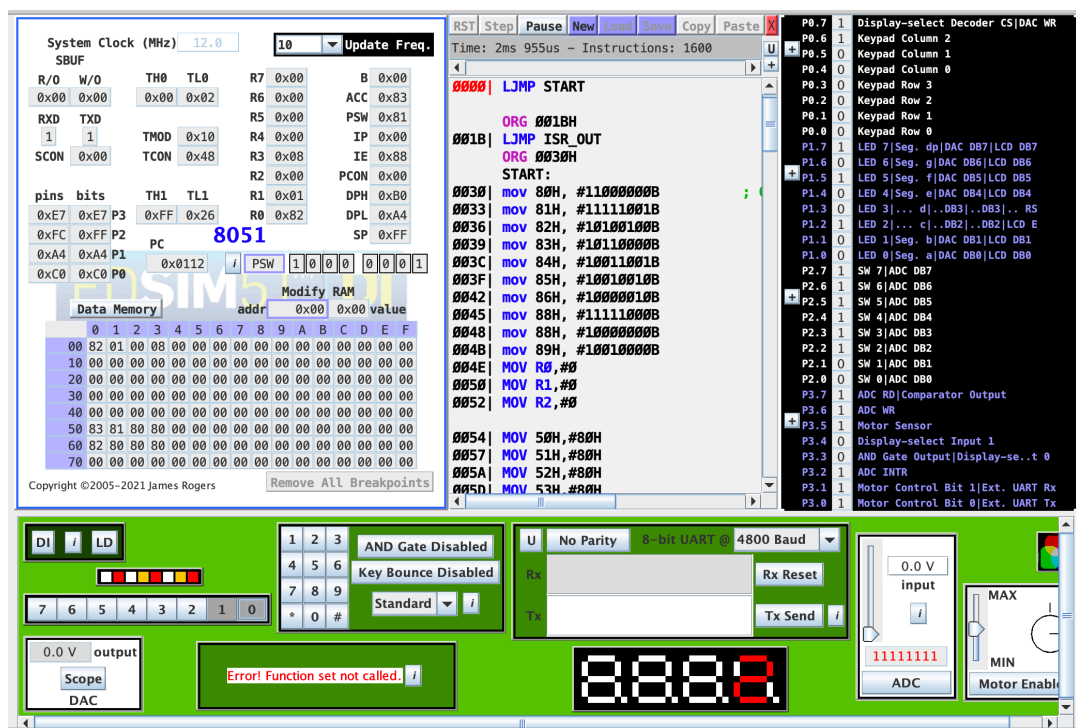 System Clock (MHz) 12.0
10 Update Freq.
SBUF
R/O W/O TH0 TL0 R7 0x00 B 0x00
0x00 0x00 0x00 0x02 R6 0x00 ACC 0x83
RXD TXD R5 0x00 PSW 0x81
1 1 TMOD 0x10 R4 0x00 IP 0x00
SCON 0x00 TCON 0x48 R3 0x08 IE 0x88
R2 0x00 PCON 0x00
pins bits TH1 TL1 R1 0x01 DPH 0xB0
0xE7 0xE7 P3 0xFF 0x26 R0 0x82 DPL 0xA4
0xFC 0xFF P2 8051 SP 0xFF
0xA4 0xA4 P1 PC 0x0112 i PSW 1 0 0 0 0 0 0 1
0xC0 0xC0 P0
Modify RAM
Data Memory addr 0x00 0x00 value
0 1 2 3 4 5 6 7 8 9 A B C D E F
00 82 01 00 08 00 00 00 00 00 00 00 00 00 00 00 00
10 00 00 00 00 00 00 00 00 00 00 00 00 00 00 00 00
20 00 00 00 00 00 00 00 00 00 00 00 00 00 00 00 00
30 00 00 00 00 00 00 00 00 00 00 00 00 00 00 00 00
40 00 00 00 00 00 00 00 00 00 00 00 00 00 00 00 00
50 83 81 80 80 00 00 00 00 00 00 00 00 00 00 00 00
60 82 80 80 80 00 00 00 00 00 00 00 00 00 00 00 00
70 00 00 00 00 00 00 00 00 00 00 00 00 00 00 00 00
Copyright ©2005-2021 James Rogers Remove All Breakpoints
RST Step Pause New Load Save Copy Paste X
Time: 2ms 955us - Instructions: 1600 U
0000| LJMP START
ORG 001BH
001B| LJMP ISR_OUT
ORG 0030H
START:
0030| mov 80H, #11000000B ;
0033| mov 81H, #11111001B
0036| mov 82H, #10100100B
0039| mov 83H, #10110000B
003C| mov 84H, #10011001B
003F| mov 85H, #10010010B
0042| mov 86H, #10000010B
0045| mov 88H, #11111000B
0048| mov 88H, #10000000B
004B| mov 89H, #10010000B
004E| MOV R0,#0
0050| MOV R1,#0
0052| MOV R2,#0
0054| MOV 50H,#80H
0057| MOV 51H,#80H
005A| MOV 52H,#80H
005D| MOV 53H,#80H
P0.7 1 Display-select Decoder CS|DAC WR
P0.6 1 Keypad Column 2
P0.5 0 Keypad Column 1
P0.4 0 Keypad Column 0
P0.3 0 Keypad Row 3
P0.2 0 Keypad Row 2
P0.1 0 Keypad Row 1
P0.0 0 Keypad Row 0
P1.7 1 LED 7|Seg. dp|DAC DB7|LCD DB7
P1.6 0 LED 6|Seg. g|DAC DB6|LCD DB6
P1.5 1 LED 5|Seg. f|DAC DB5|LCD DB5
P1.4 0 LED 4|Seg. e|DAC DB4|LCD DB4
P1.3 0 LED 3|... d|..DB3|..DB3|.. RS
P1.2 1 LED 2|... c|..DB2|..DB2|LCD E
P1.1 0 LED 1|Seg. b|DAC DB1|LCD DB1
P1.0 0 LED 0|Seg. a|DAC DB0|LCD DB0
P2.7 1 SW 7|ADC DB7
P2.6 1 SW 6|ADC DB6
P2.5 1 SW 5|ADC DB5
P2.4 1 SW 4|ADC DB4
P2.3 1 SW 3|ADC DB3
P2.2 1 SW 2|ADC DB2
P2.1 0 SW 1|ADC DB1
P2.0 0 SW 0|ADC DB0
P3.7 1 ADC RD|Comparator Output
P3.6 1 ADC WR
P3.5 1 Motor Sensor
P3.4 0 Display-select Input 1
P3.3 0 AND Gate Output|Display-se..t 0
P3.2 1 ADC INTR
P3.1 1 Motor Control Bit 1|Ext. UART Rx
P3.0 1 Motor Control Bit 0|Ext. UART Tx
DI i LD
7 6 5 4 3 2 1 0
0.0 V output
Scope
DAC
1 2 3
4 5 6
7 8 9
* 0 #
AND Gate Disabled
Key Bounce Disabled
Standard i
Error! Function set not called. i
U No Parity 8-bit UART @ 4800 Baud
Rx Rx Reset
Tx Tx Send i
8.8.8.2.
0.0 V
input
i
11111111
ADC
MAX
MIN